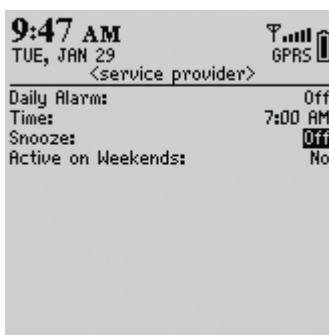 9:47 AM
TUE, JAN 29 GPRS
<service provider>
Daily Alarm: Off
Time: 7:00 AM
Snooze: Off
Active on Weekends: No